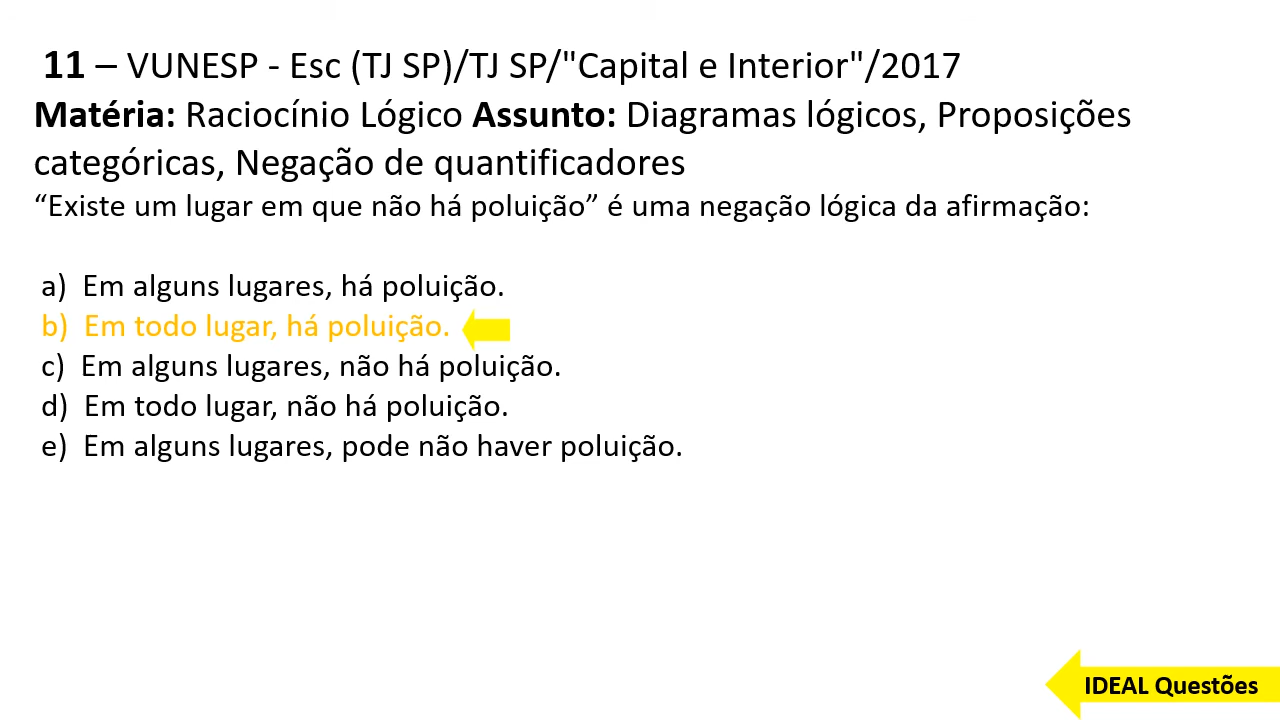 11 – VUNESP - Esc (TJ SP)/TJ SP/"Capital e Interior"/2017
Matéria: Raciocínio Lógico Assunto: Diagramas lógicos, Proposições
categóricas, Negação de quantificadores
“Existe um lugar em que não há poluição” é uma negação lógica da afirmação:
a) Em alguns lugares, há poluição.
b) Em todo lugar, há poluição.
c) Em alguns lugares, não há poluição.
d) Em todo lugar, não há poluição.
e) Em alguns lugares, pode não haver poluição.
IDEAL Questões